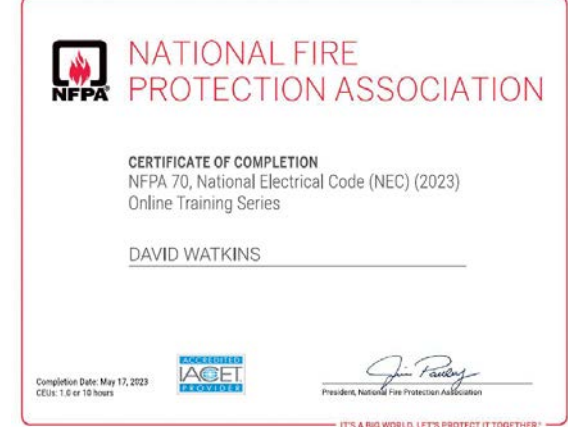 NFPA®
NATIONAL FIRE
PROTECTION ASSOCIATION
CERTIFICATE OF COMPLETION
NFPA 70, National Electrical Code (NEC) (2023)
Online Training Series
DAVID WATKINS
Completion Date: May 17, 2023
CEUs: 1.0 or 10 hours
ACCREDITED
IACET
PROVIDER
Jim Pauley
President, National Fire Protection Association
IT'S A BIG WORLD. LET'S PROTECT IT TOGETHER.®